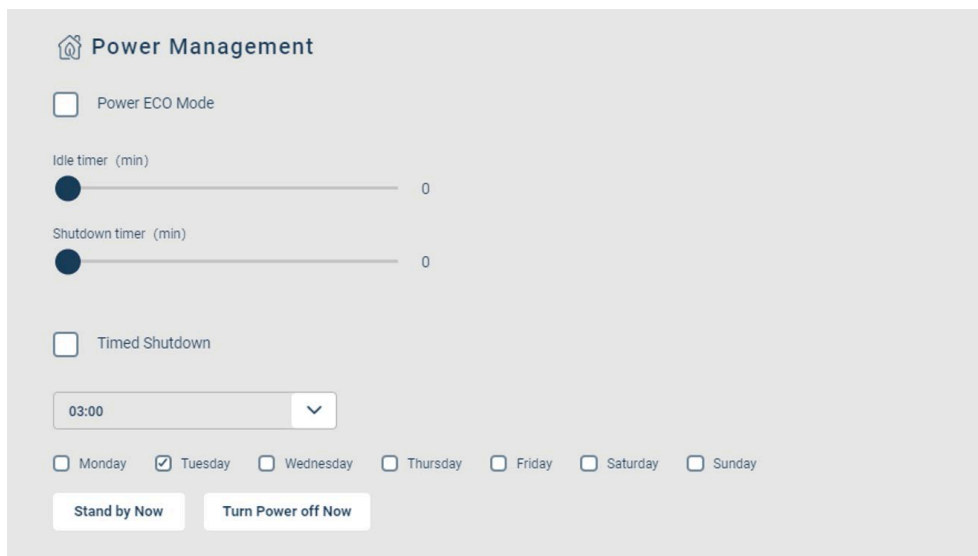 Power Management
Power ECO Mode
Idle timer (min)
0
Shutdown timer (min)
0
Timed Shutdown
03:00
Monday Tuesday Wednesday Thursday Friday Saturday Sunday
Stand by Now Turn Power off Now